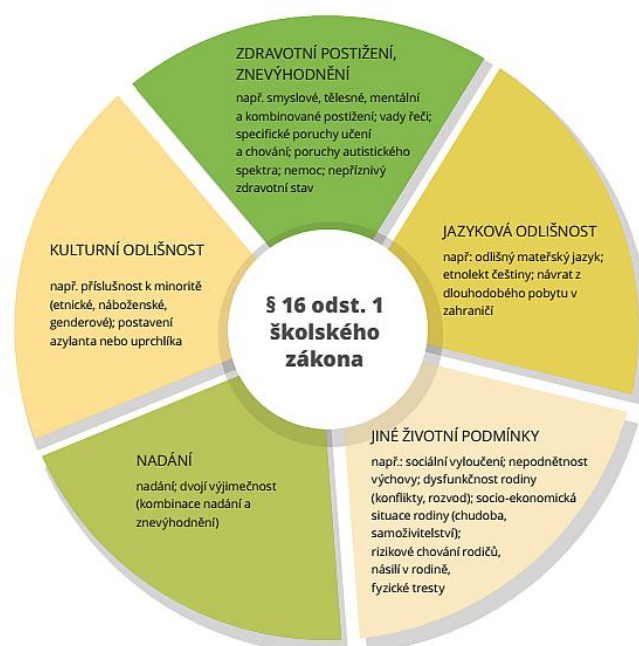 ZDRAVOTNÍ POSTIŽENÍ,
ZNEVÝHODNĚNÍ
např. smyslové, tělesné, mentální
a kombinované postižení; vady řeči;
specifické poruchy učení
a chování; poruchy autistického
spektra; nemoc; nepříznivý
zdravotní stav
JAZYKOVÁ ODLIŠNOST
např: odlišný mateřský jazyk;
etnolekt češtiny; návrat z
dlouhodobého pobytu v
zahraničí
JINÉ ŽIVOTNÍ PODMÍNKY
např.: sociální vyloučení; nepodnětnost
výchovy; dysfunkčnost rodiny
(konflikty, rozvod); socio-ekonomická
situace rodiny (chudoba,
samoživitelství);
rizikové chování rodičů,
násilí v rodině,
fyzické tresty
NADÁNÍ
nadání; dvojí výjimečnost
(kombinace nadání a
znevýhodnění)
KULTURNÍ ODLIŠNOST
např. příslušnost k minoritě
(etnické, náboženské,
genderové); postavení
azylanta nebo uprchlíka
§ 16 odst. 1
školského
zákona